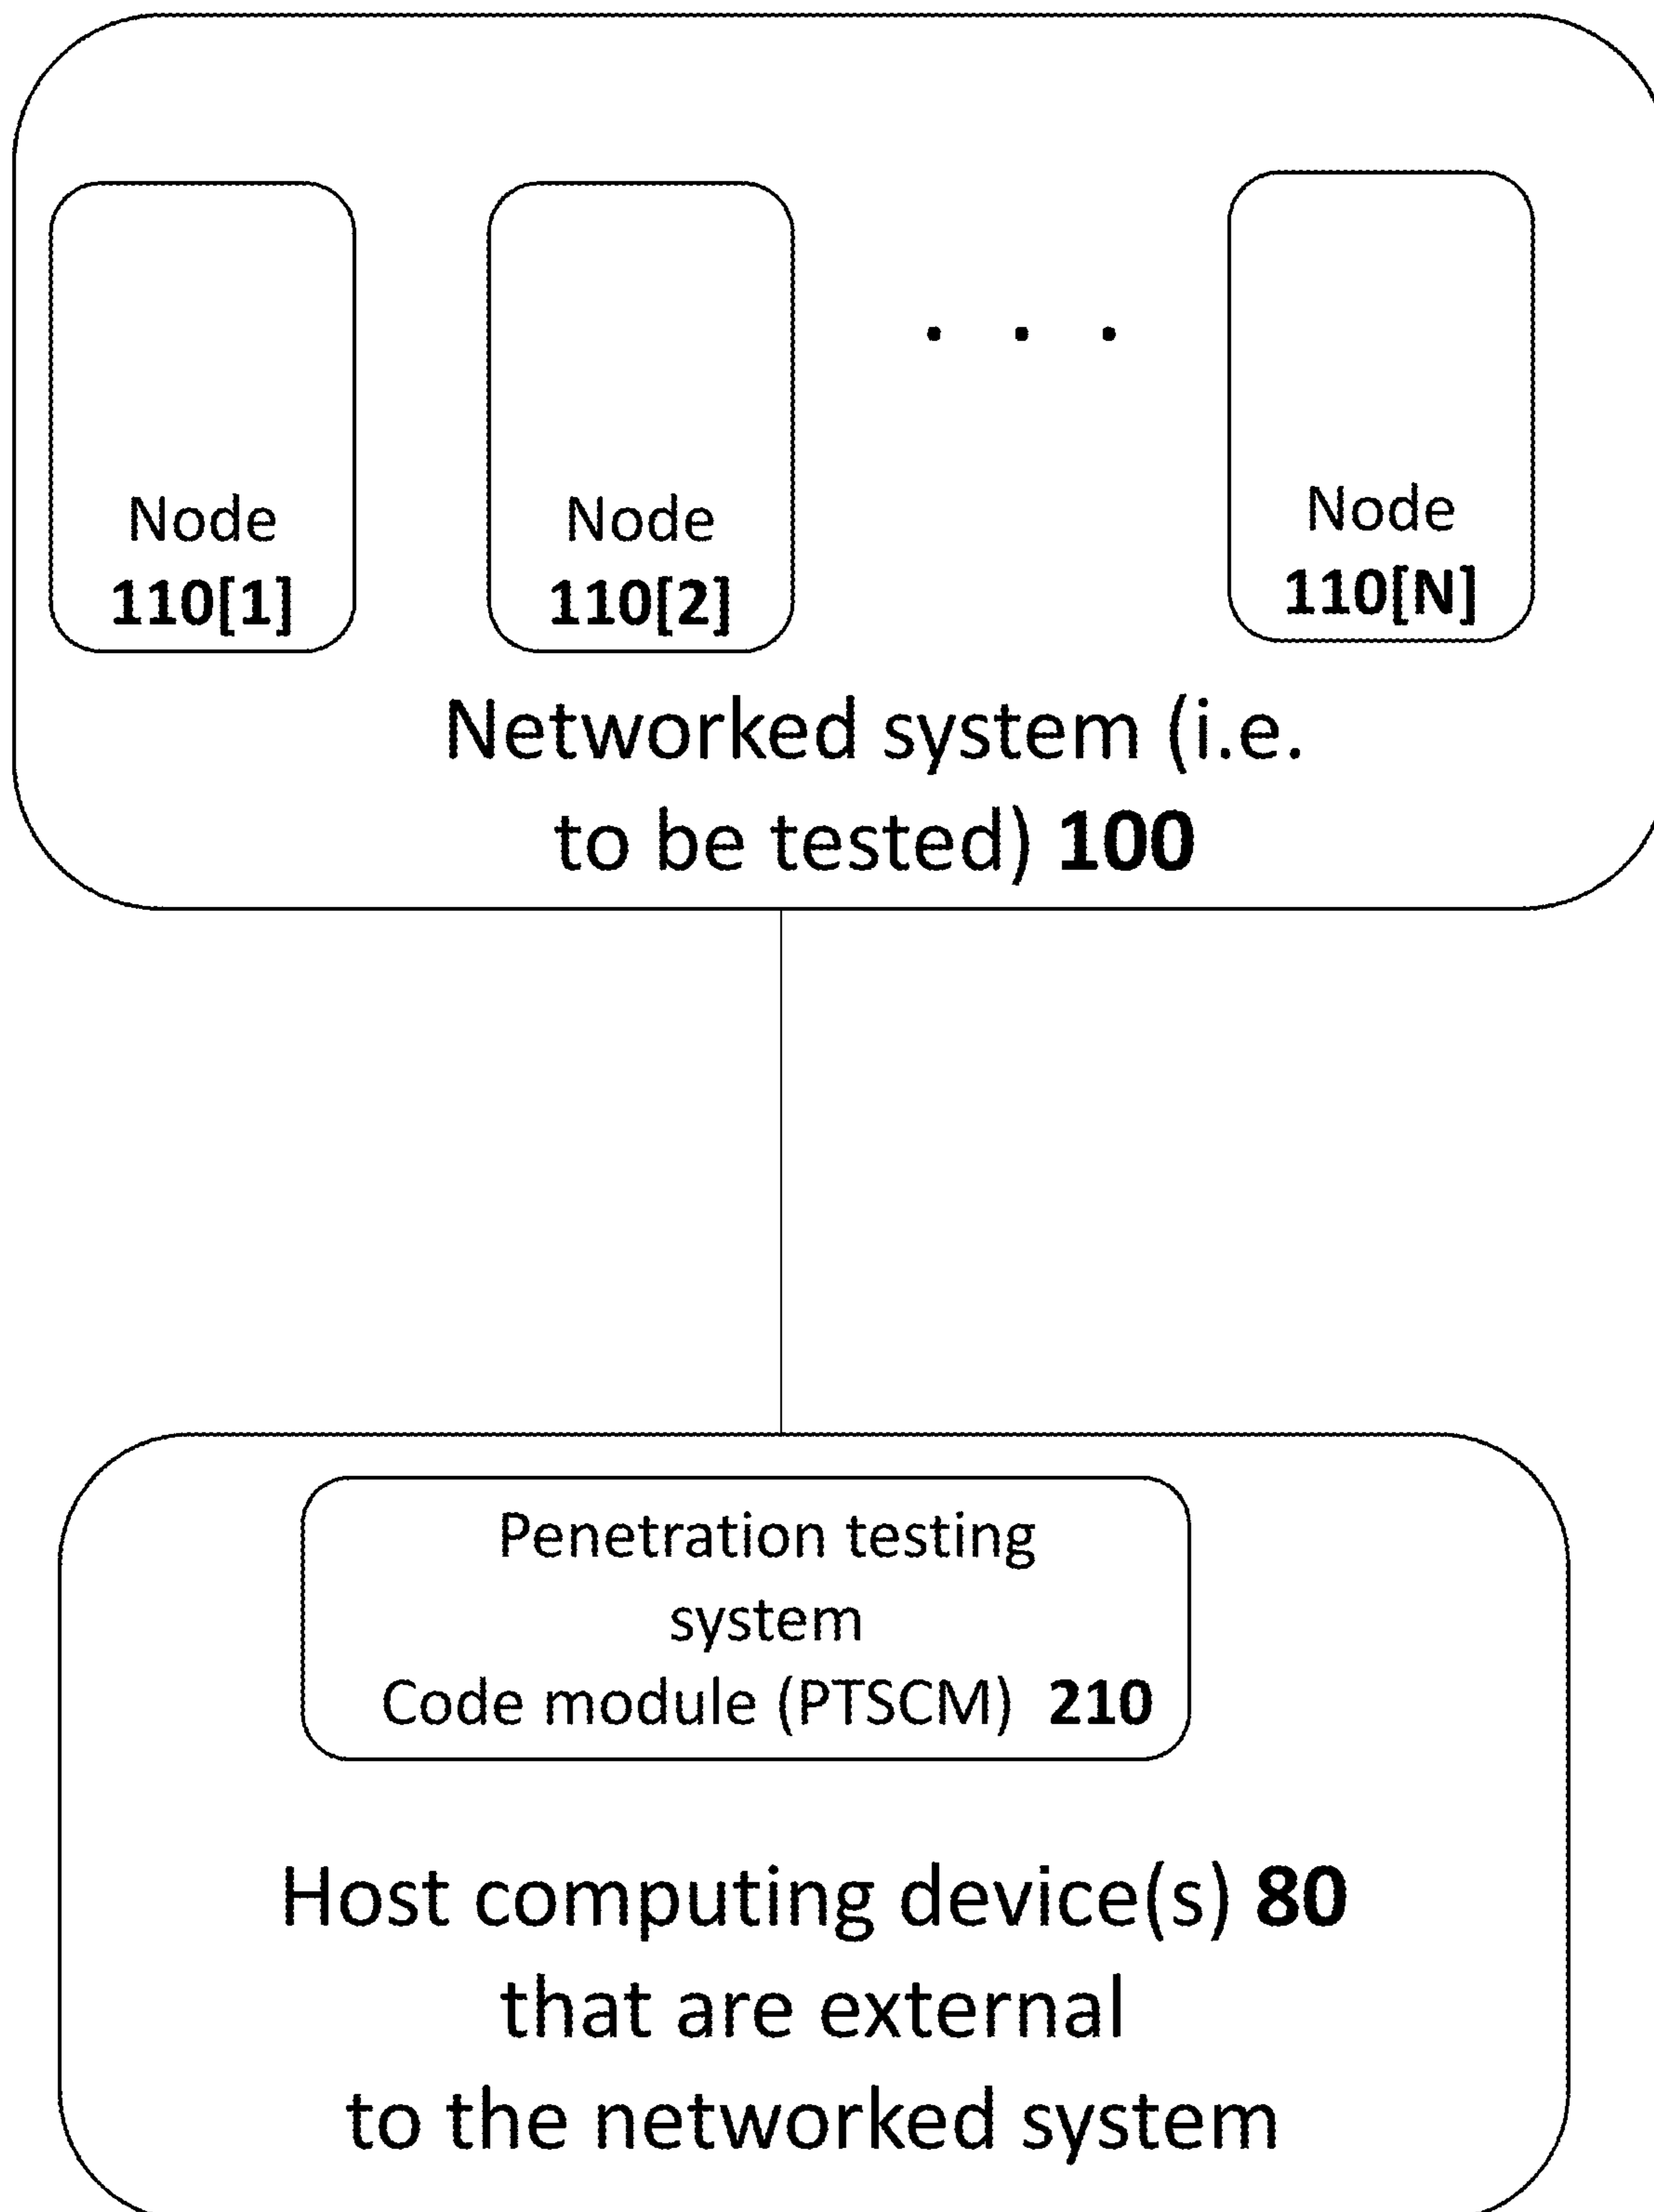 Node
110[1]
Node
110[2]
. . .
Node
110[N]
Networked system (i.e.
to be tested) 100
Penetration testing
system
Code module (PTSCM) 210
Host computing device(s) 80
that are external
to the networked system